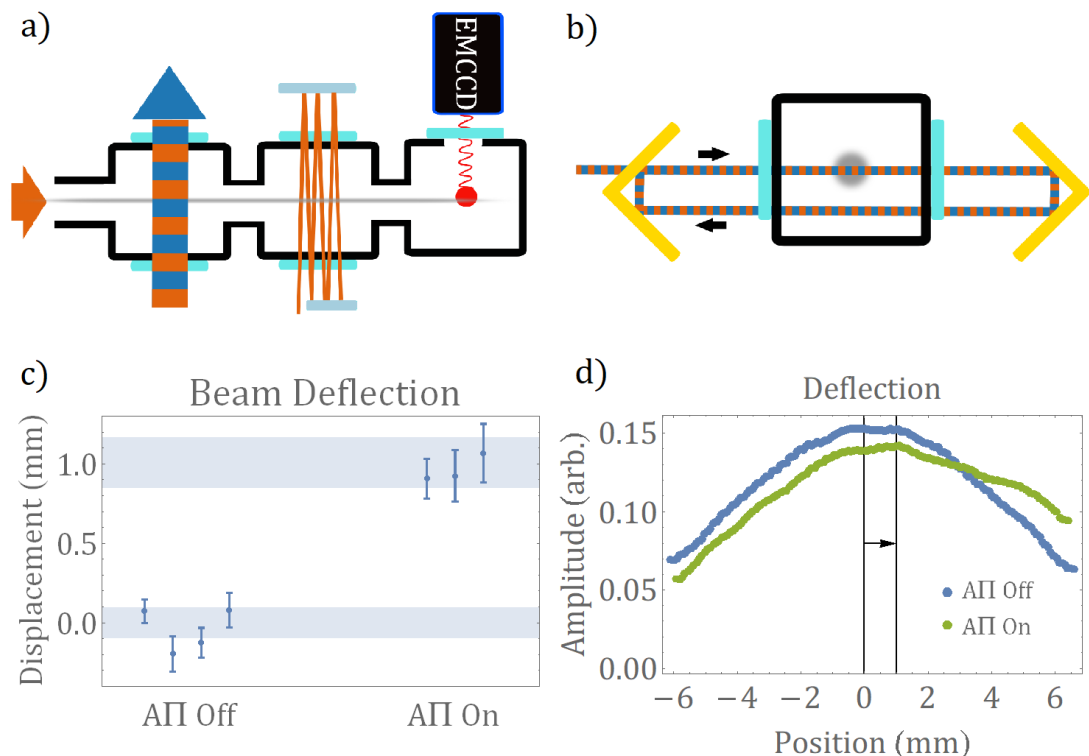 a)
EMCCD
b)
c)
Beam Deflection
Displacement (mm)
1.0
0.5
0.0
AΠ Off
AΠ On
d)
Deflection
Amplitude (arb.)
0.15
0.10
0.05
0.00
AΠ Off
AΠ On
−6 −4 −2 0 2 4 6
Position (mm)